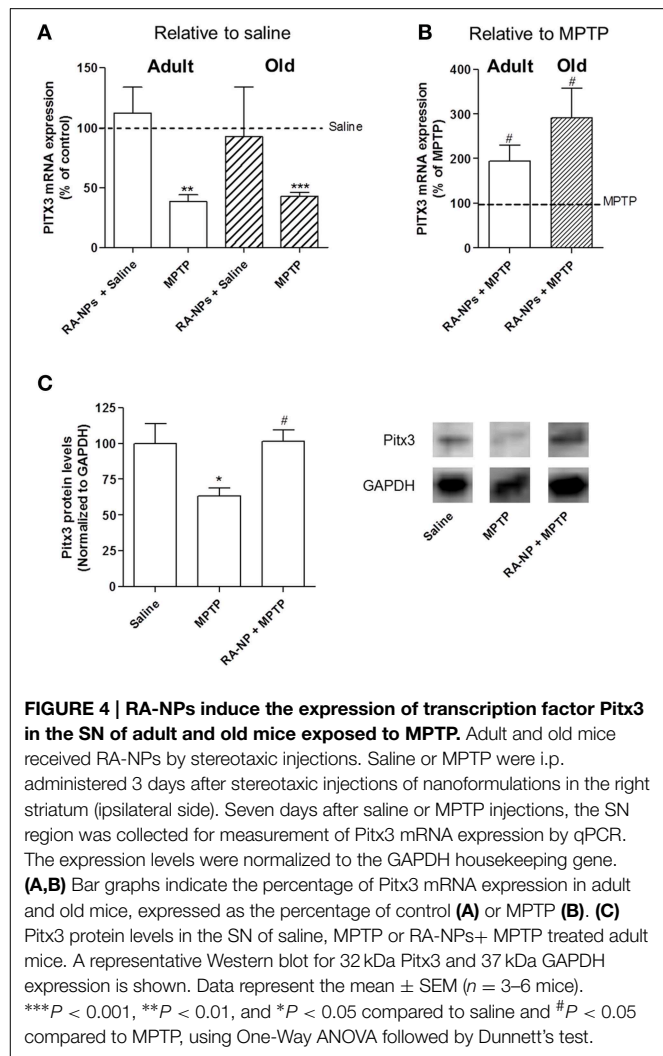 A
Relative to saline
PITX3 mRNA expression
(% of control)
150
100
50
0
Adult
Old
Saline
**
***
RA-NPs + Saline
MPTP
RA-NPs + Saline
MPTP
B
Relative to MPTP
PITX3 mRNA expression
(% of MPTP)
400
300
200
100
0
Adult
Old
#
#
MPTP
RA-NPs + MPTP
RA-NPs + MPTP
C
Pitx3 protein levels
(Normalized to GAPDH)
125
100
75
50
25
0
*
#
Saline
MPTP
RA-NP + MPTP
Pitx3
GAPDH
Saline
MPTP
RA-NP + MPTP
FIGURE 4 | RA-NPs induce the expression of transcription factor Pitx3
in the SN of adult and old mice exposed to MPTP. Adult and old mice
received RA-NPs by stereotaxic injections. Saline or MPTP were i.p.
administered 3 days after stereotaxic injections of nanoformulations in the right
striatum (ipsilateral side). Seven days after saline or MPTP injections, the SN
region was collected for measurement of Pitx3 mRNA expression by qPCR.
The expression levels were normalized to the GAPDH housekeeping gene.
(A,B) Bar graphs indicate the percentage of Pitx3 mRNA expression in adult
and old mice, expressed as the percentage of control (A) or MPTP (B). (C)
Pitx3 protein levels in the SN of saline, MPTP or RA-NPs+ MPTP treated adult
mice. A representative Western blot for 32 kDa Pitx3 and 37 kDa GAPDH
expression is shown. Data represent the mean ± SEM (n = 3–6 mice).
***P < 0.001, **P < 0.01, and *P < 0.05 compared to saline and #P < 0.05
compared to MPTP, using One-Way ANOVA followed by Dunnett's test.